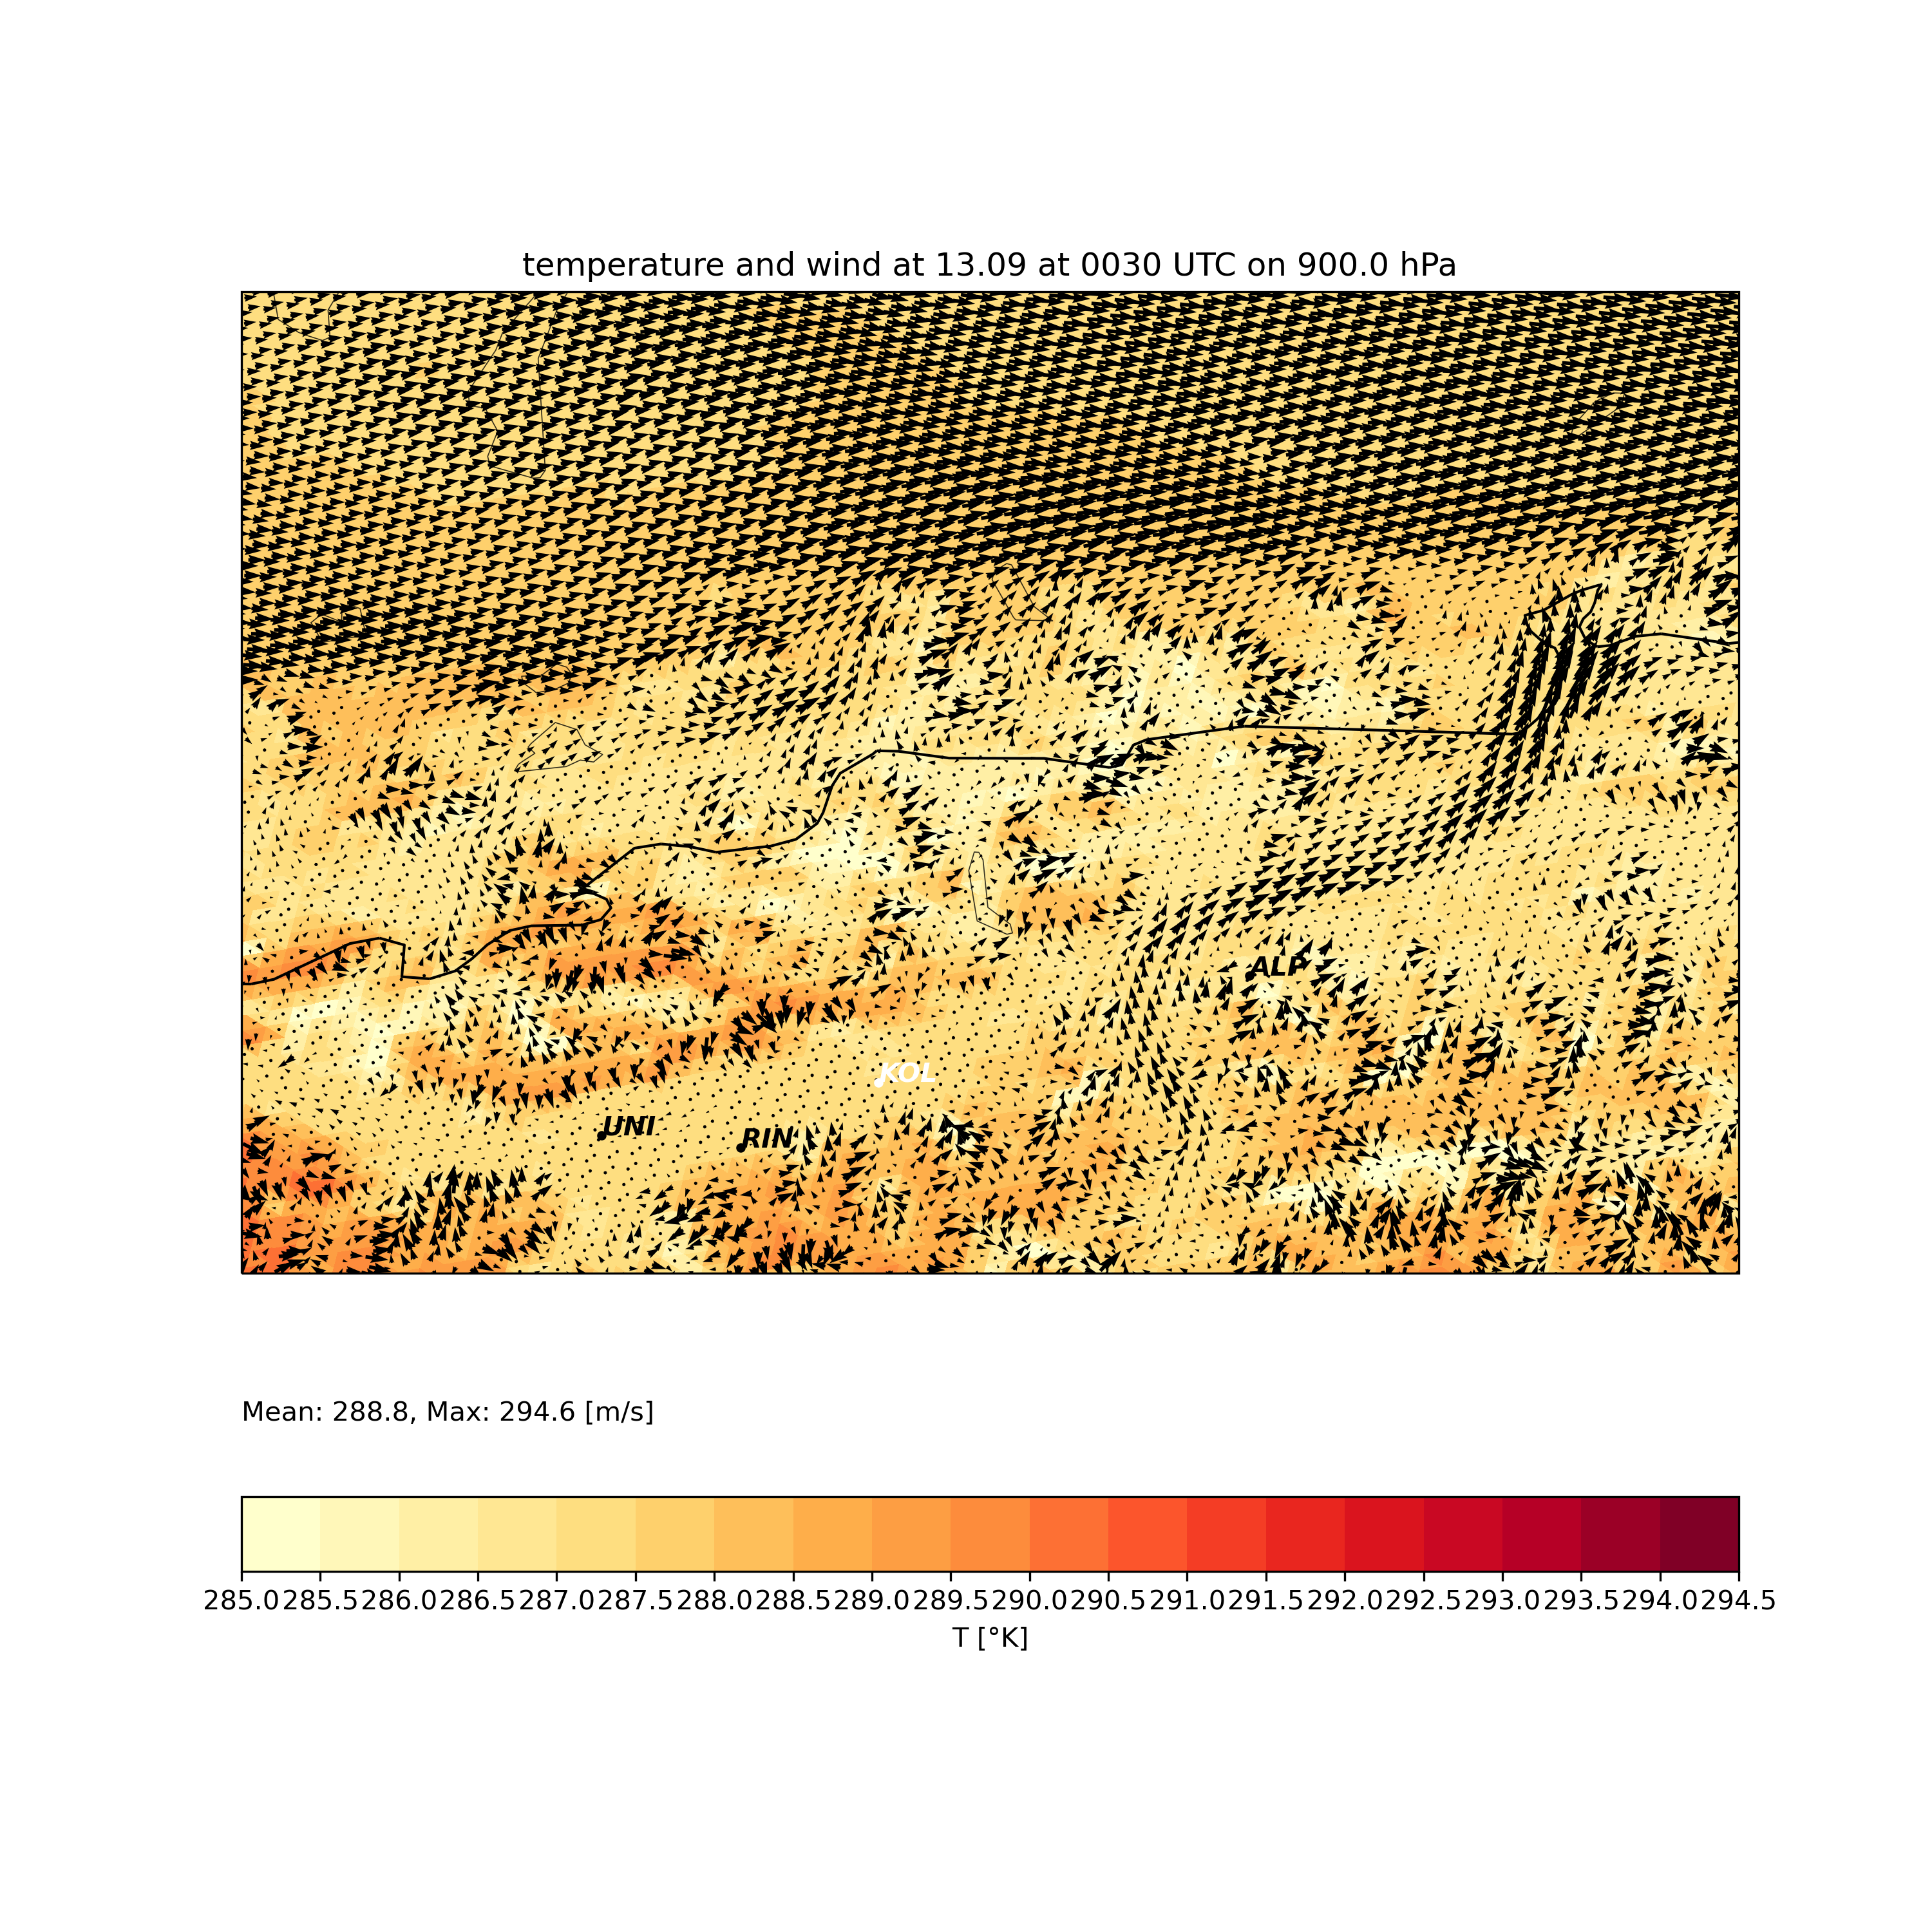 temperature and wind at 13.09 at 0030 UTC on 900.0 hPa
ALP
KOL
UNI
RIN
Mean: 288.8, Max: 294.6 [m/s]
285.0 285.5 286.0 286.5 287.0 287.5 288.0 288.5 289.0 289.5 290.0 290.5 291.0 291.5 292.0 292.5 293.0 293.5 294.0 294.5
T [°K]